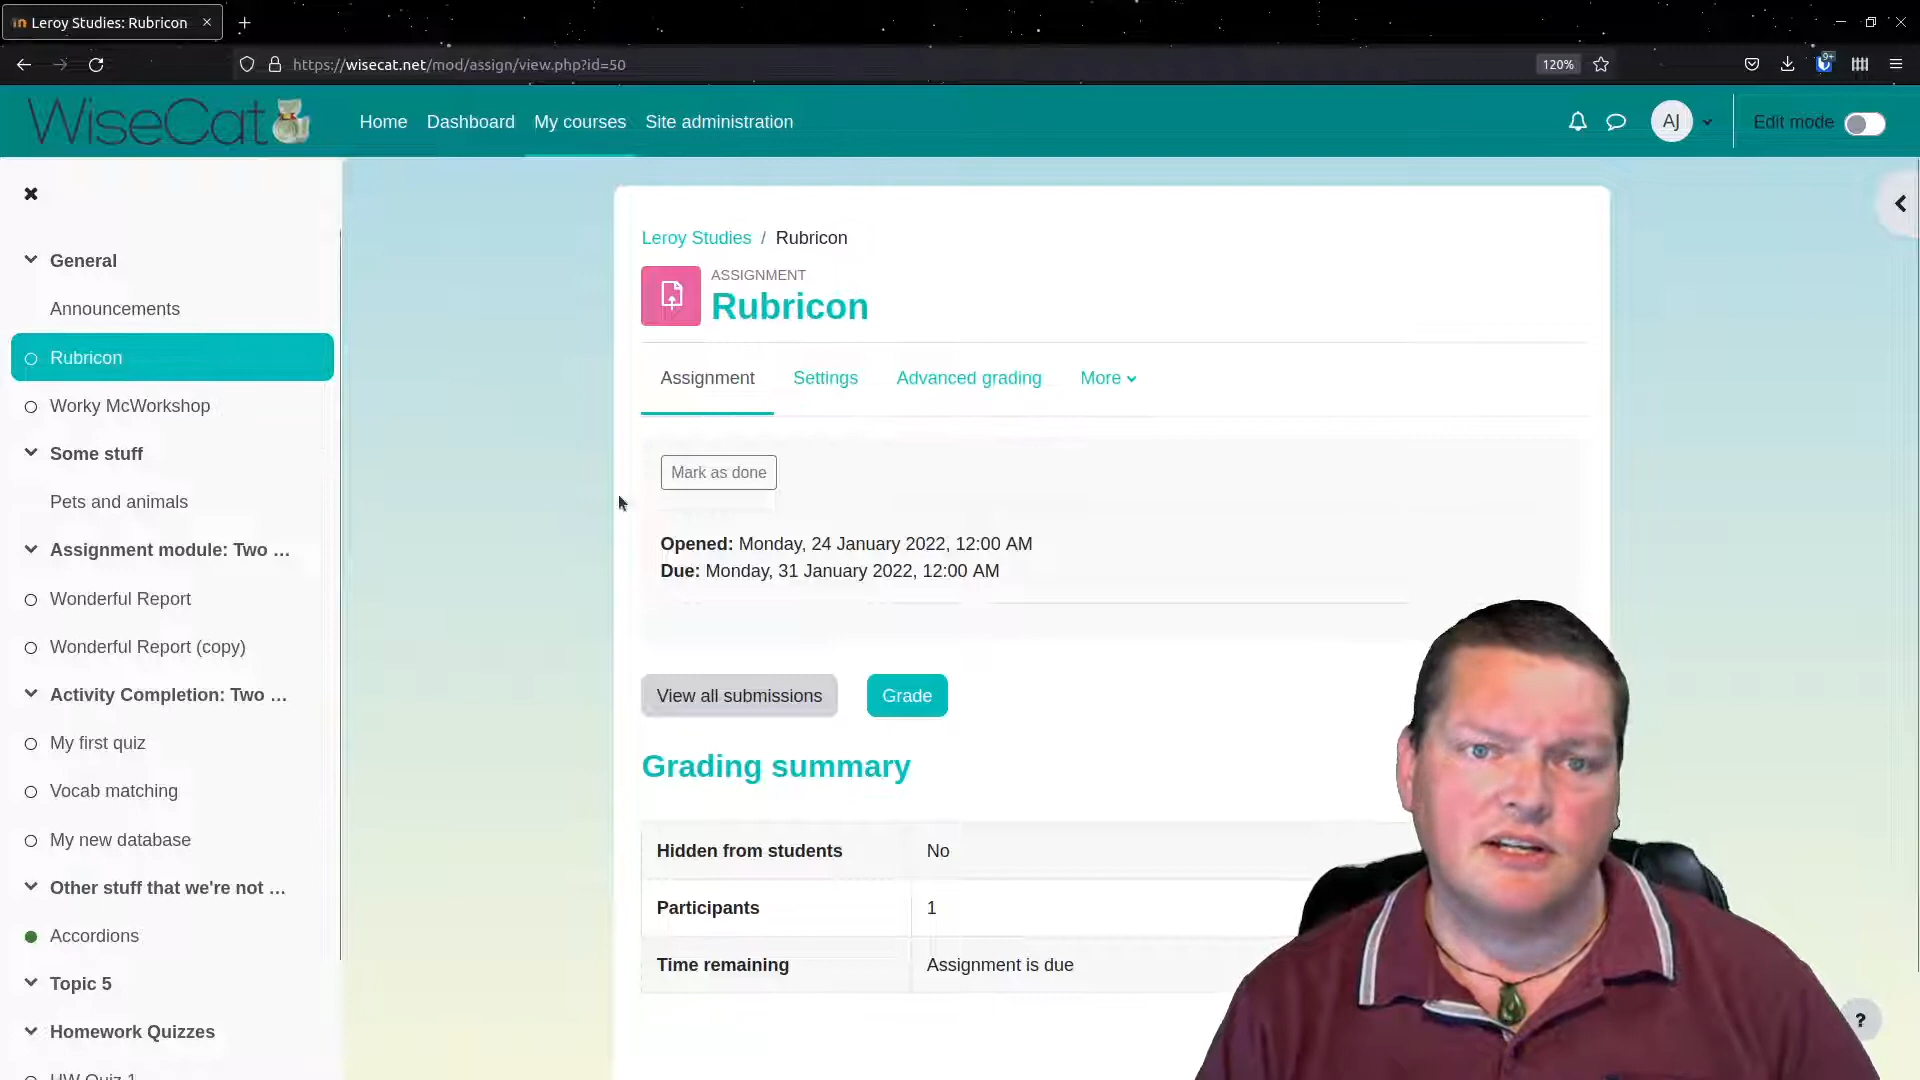 Leroy Studies: Rubricon
https://wisecat.net/mod/assign/view.php?id=50
120%
9+
WiseCat
Home
Dashboard
My courses
Site administration
AJ
Edit mode
General
Announcements
Rubricon
Worky McWorkshop
Some stuff
Pets and animals
Assignment module: Two ...
Wonderful Report
Wonderful Report (copy)
Activity Completion: Two ...
My first quiz
Vocab matching
My new database
Other stuff that we're not ...
Accordions
Topic 5
Homework Quizzes
HW Quiz 1
Leroy Studies / Rubricon
ASSIGNMENT
Rubricon
Assignment
Settings
Advanced grading
More
Mark as done
Opened: Monday, 24 January 2022, 12:00 AM
Due: Monday, 31 January 2022, 12:00 AM
View all submissions
Grade
Grading summary
Hidden from students No
Participants 1
Time remaining Assignment is due
?